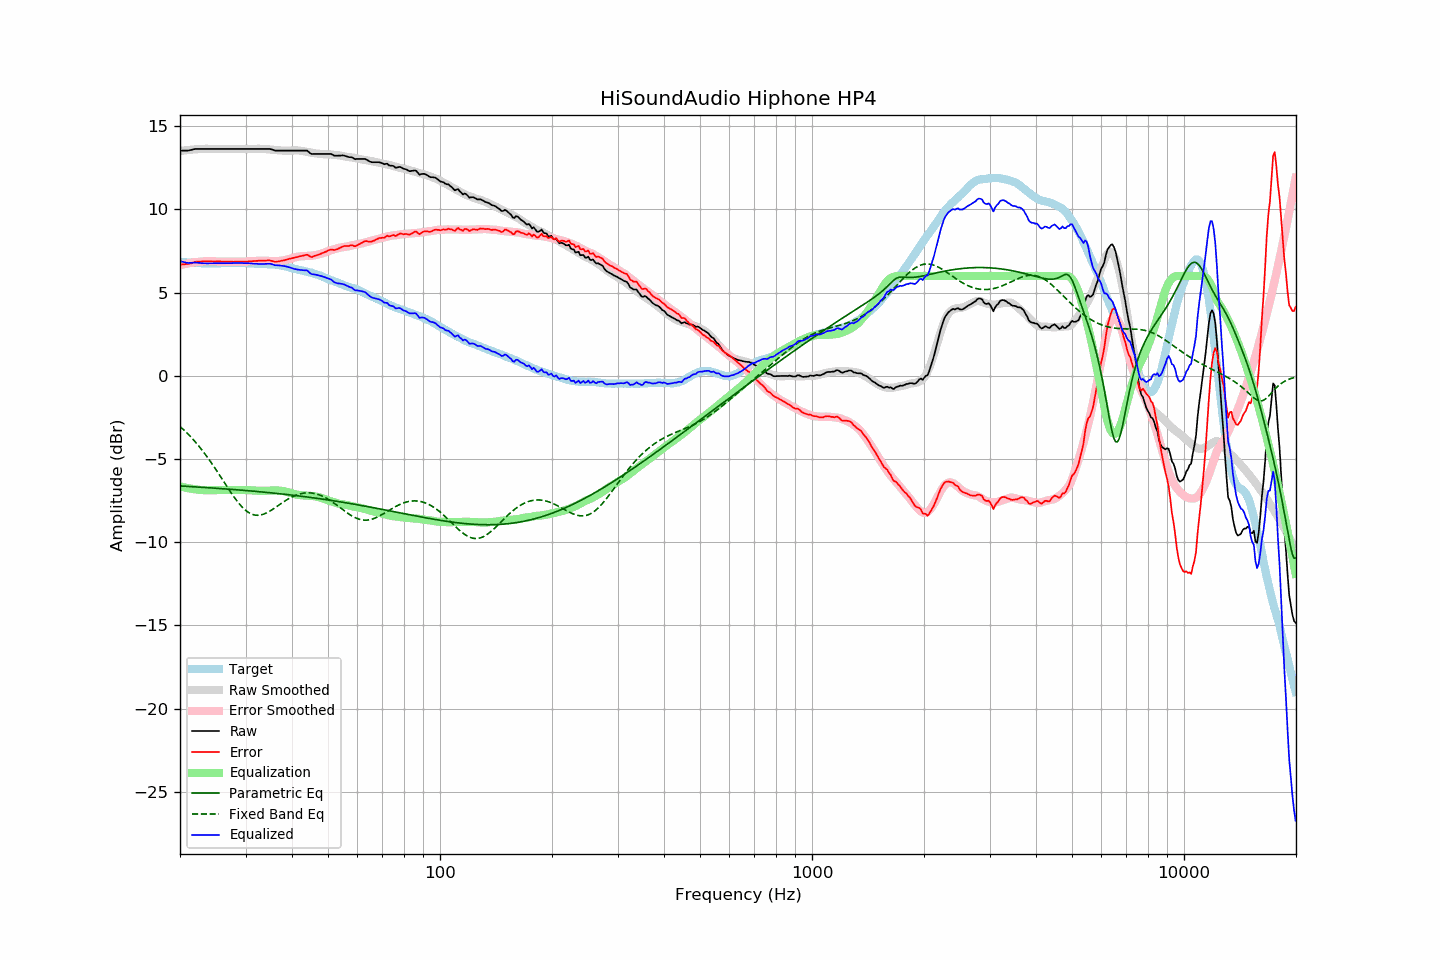 HiSoundAudio Hiphone HP4
Amplitude (dBr)
15
10
5
0
−5
−10
−15
−20
−25
Target
Raw Smoothed
Error Smoothed
Raw
Error
Equalization
Parametric Eq
Fixed Band Eq
Equalized
100
1000
10000
Frequency (Hz)